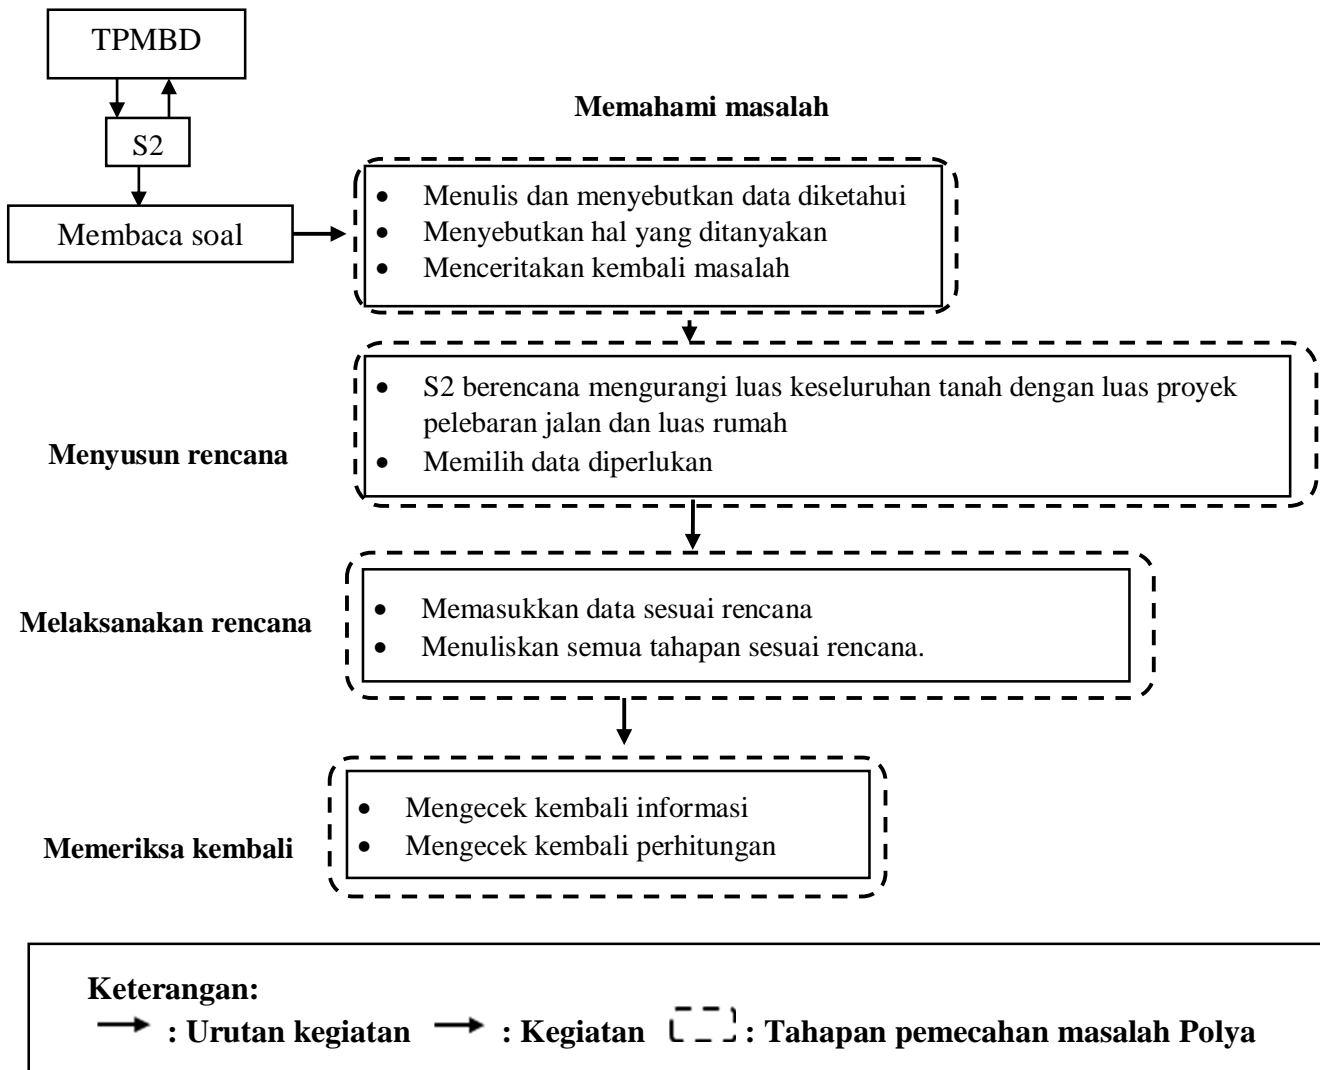 TPMBD
S2
Membaca soal
Memahami masalah
• Menulis dan menyebutkan data diketahui
• Menyebutkan hal yang ditanyakan
• Menceritakan kembali masalah
Menyusun rencana
• S2 berencana mengurangi luas keseluruhan tanah dengan luas proyek
pelebaran jalan dan luas rumah
• Memilih data diperlukan
Melaksanakan rencana
• Memasukkan data sesuai rencana
• Menuliskan semua tahapan sesuai rencana.
Memeriksa kembali
• Mengecek kembali informasi
• Mengecek kembali perhitungan
Keterangan:
: Urutan kegiatan : Kegiatan : Tahapan pemecahan masalah Polya